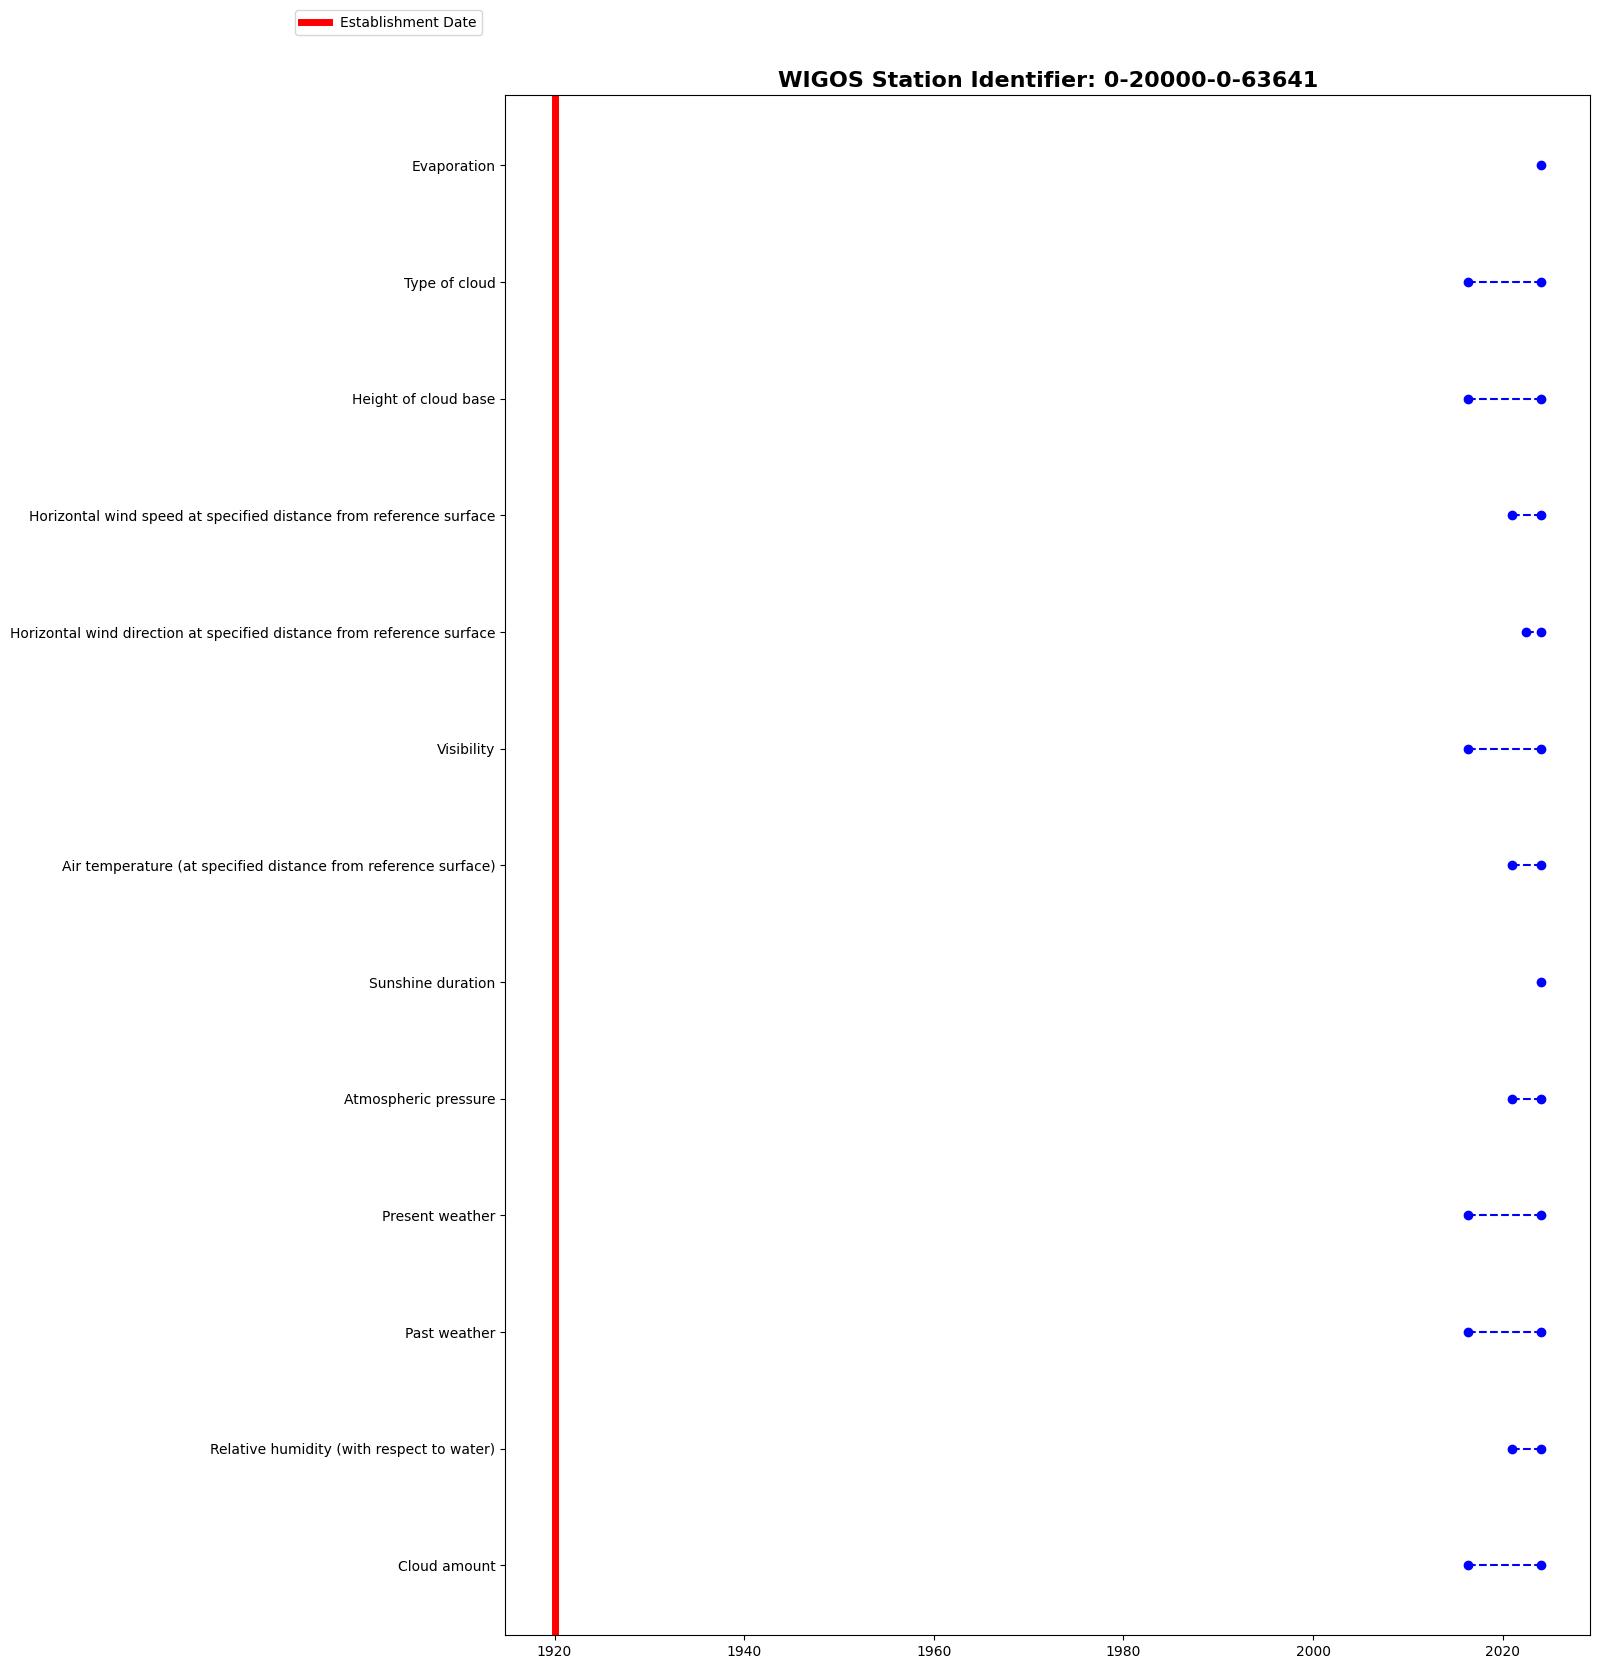 Establishment Date
WIGOS Station Identifier: 0-20000-0-63641
Evaporation
Type of cloud
Height of cloud base
Horizontal wind speed at specified distance from reference surface
Horizontal wind direction at specified distance from reference surface
Visibility
Air temperature (at specified distance from reference surface)
Sunshine duration
Atmospheric pressure
Present weather
Past weather
Relative humidity (with respect to water)
Cloud amount
1920 1940 1960 1980 2000 2020